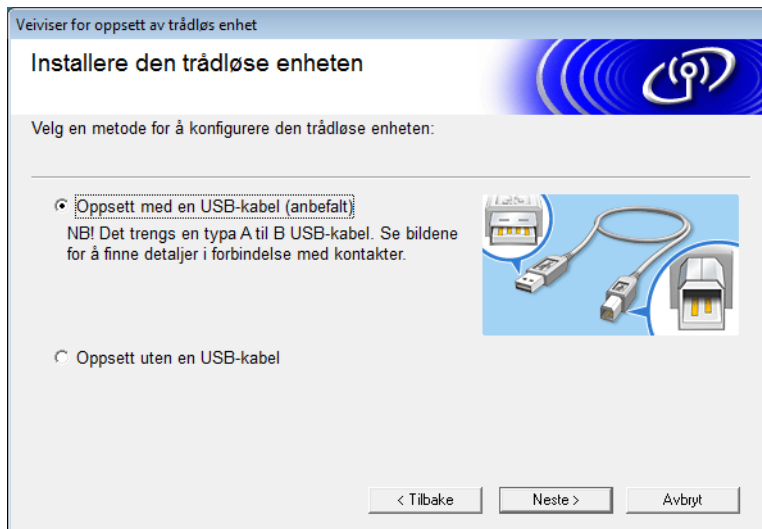 Veiviser for oppsett av trådløs enhet
Installere den trådløse enheten
Velg en metode for å konfigurere den trådløse enheten:
Oppsett med en USB-kabel (anbefalt)
NB! Det trengs en typa A til B USB-kabel. Se bildene
for å finne detaljer i forbindelse med kontakter.
Oppsett uten en USB-kabel
< Tilbake
Neste >
Avbryt